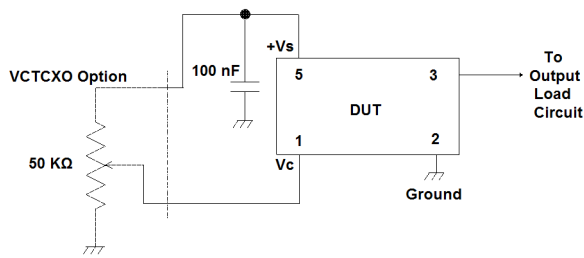 +Vs
To
Output
Load
Circuit
VCTCXO Option
100 nF
5
3
DUT
50 KΩ
1
2
Vc
Ground